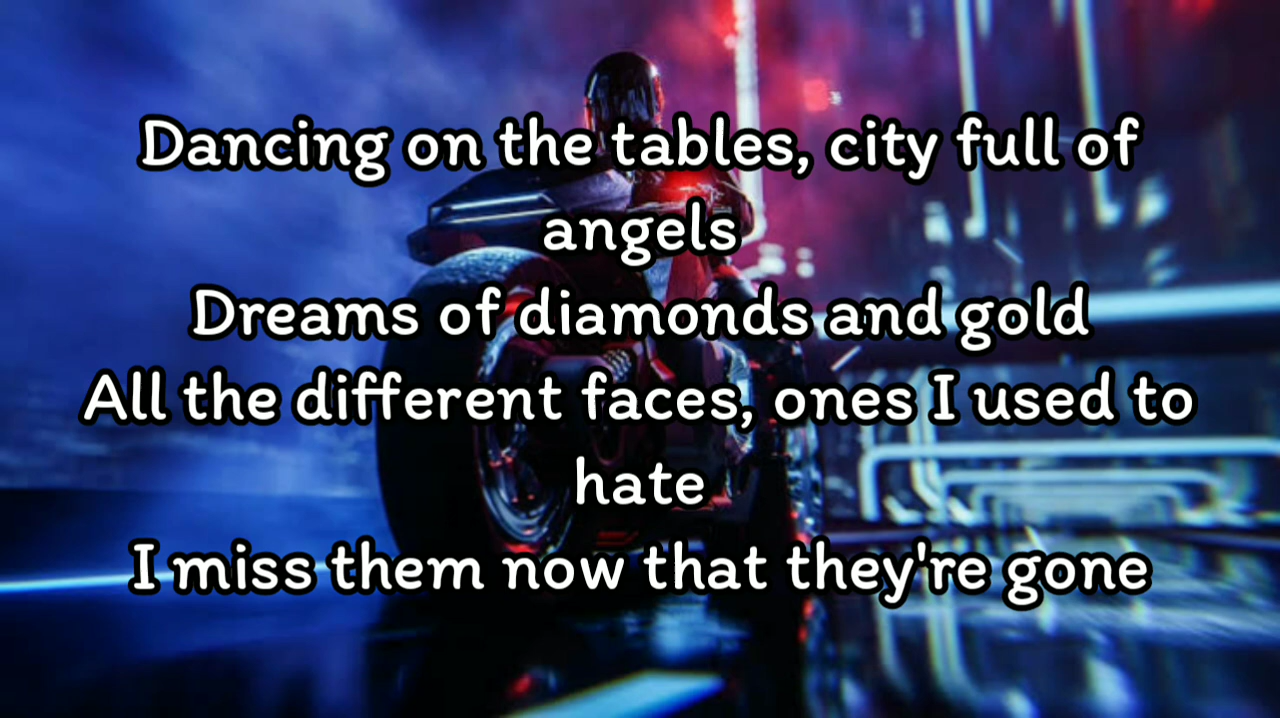 Dancing on the tables, city full of
angels
Dreams of diamonds and gold
All the different faces, ones I used to
hate
I miss them now that they're gone